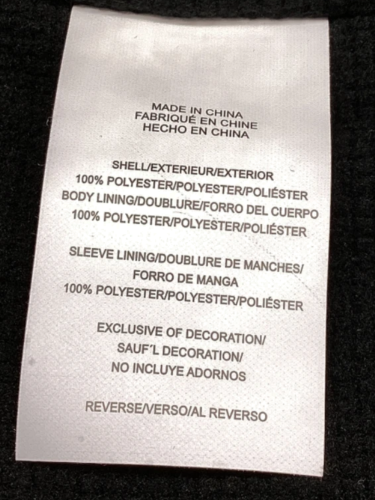 MADE IN CHINA
FABRIQUÉ EN CHINE
HECHO EN CHINA
SHELL/EXTERIEUR/EXTERIOR
100% POLYESTER/POLYESTER/POLIÉSTER
BODY LINING/DOUBLURE/FORRO DEL CUERPO
100% POLYESTER/POLYESTER/POLIÉSTER
SLEEVE LINING/DOUBLURE DE MANCHES/
FORRO DE MANGA
100% POLYESTER/POLYESTER/POLIÉSTER
EXCLUSIVE OF DECORATION/
SAUF'L DECORATION/
NO INCLUYE ADORNOS
REVERSE/VERSO/AL REVERSO